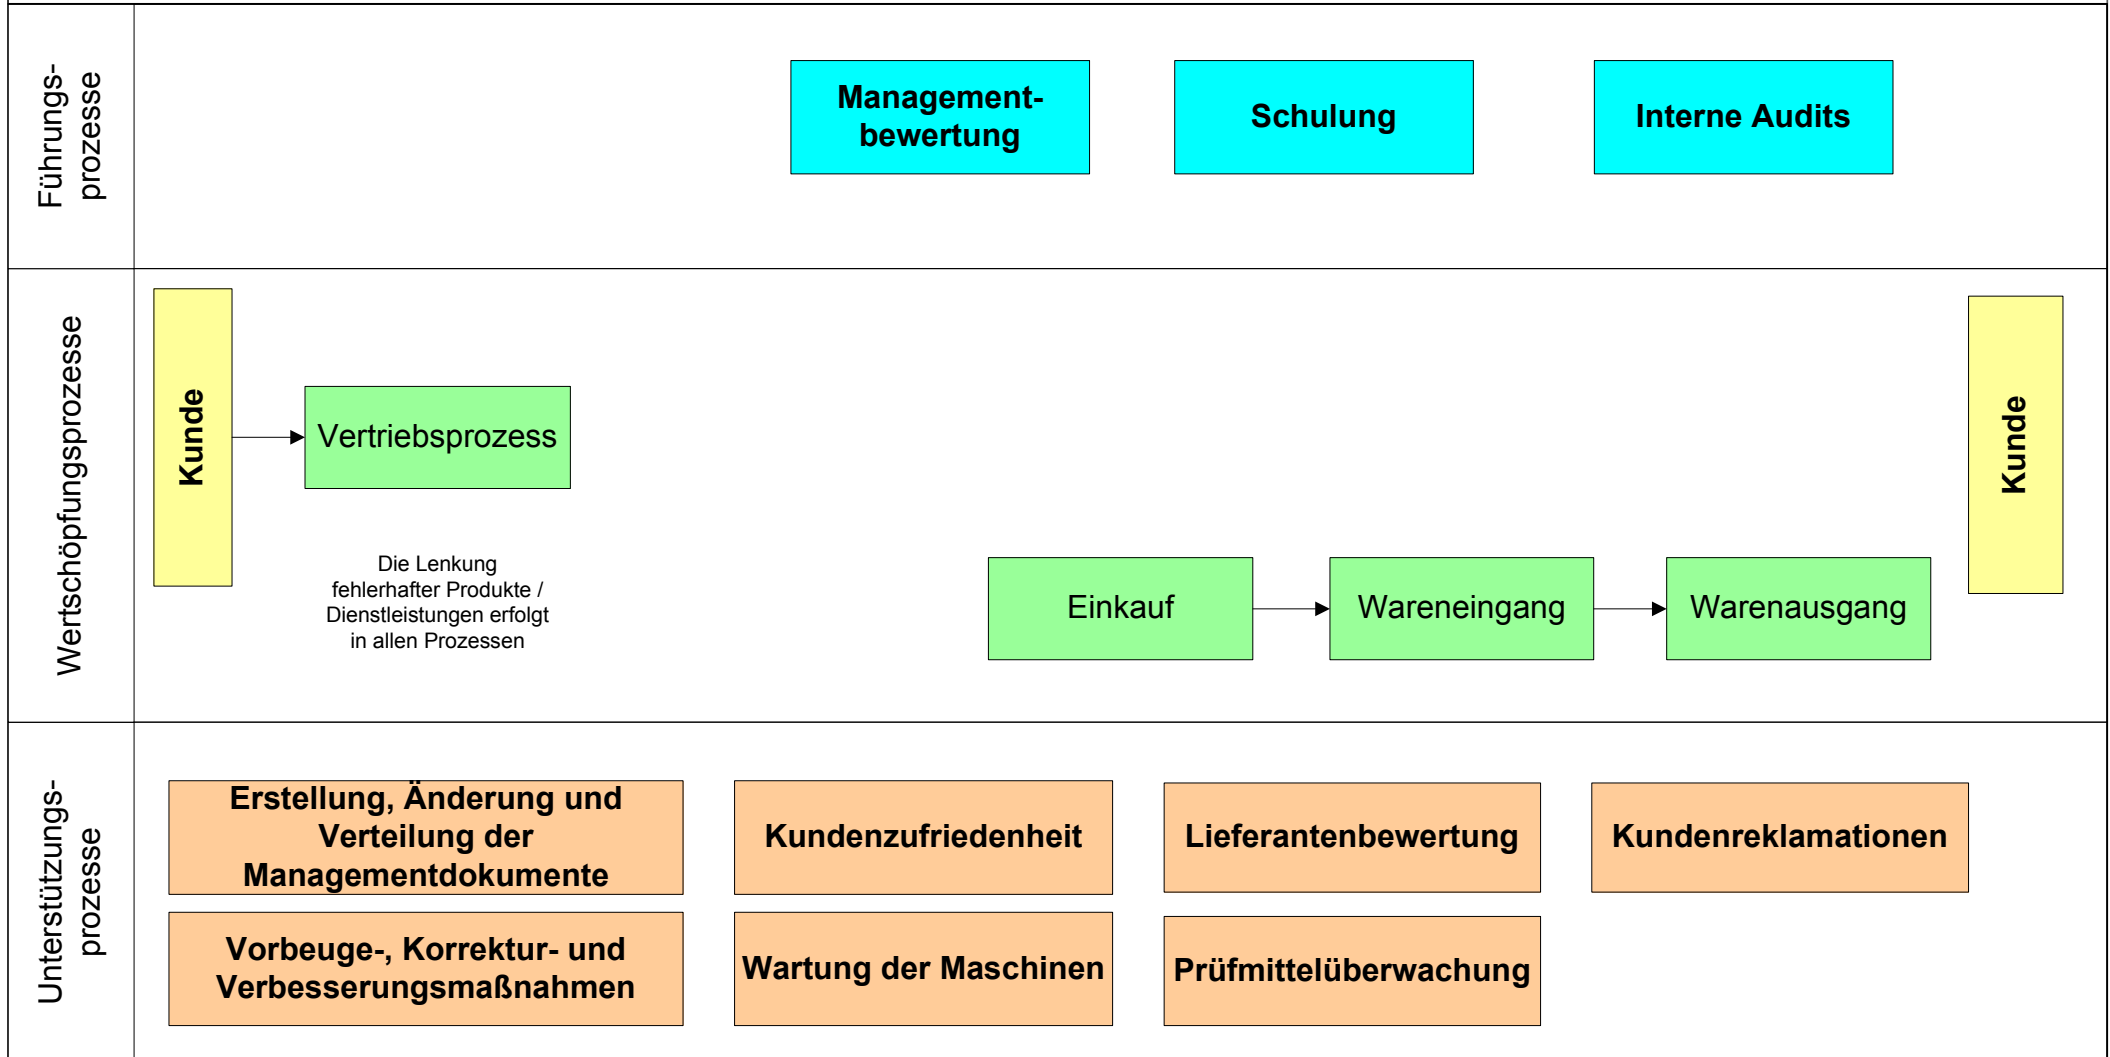 Führungs-
prozesse
Management-
bewertung
Schulung
Interne Audits
Wertschöpfungsprozesse
Kunde
Vertriebsprozess
Die Lenkung
fehlerhafter Produkte /
Dienstleistungen erfolgt
in allen Prozessen
Einkauf
Wareneingang
Warenausgang
Kunde
Unterstützungs-
prozesse
Erstellung, Änderung und
Verteilung der
Managementdokumente
Kundenzufriedenheit
Lieferantenbewertung
Kundenreklamationen
Vorbeuge-, Korrektur- und
Verbesserungsmaßnahmen
Wartung der Maschinen
Prüfmittelüberwachung